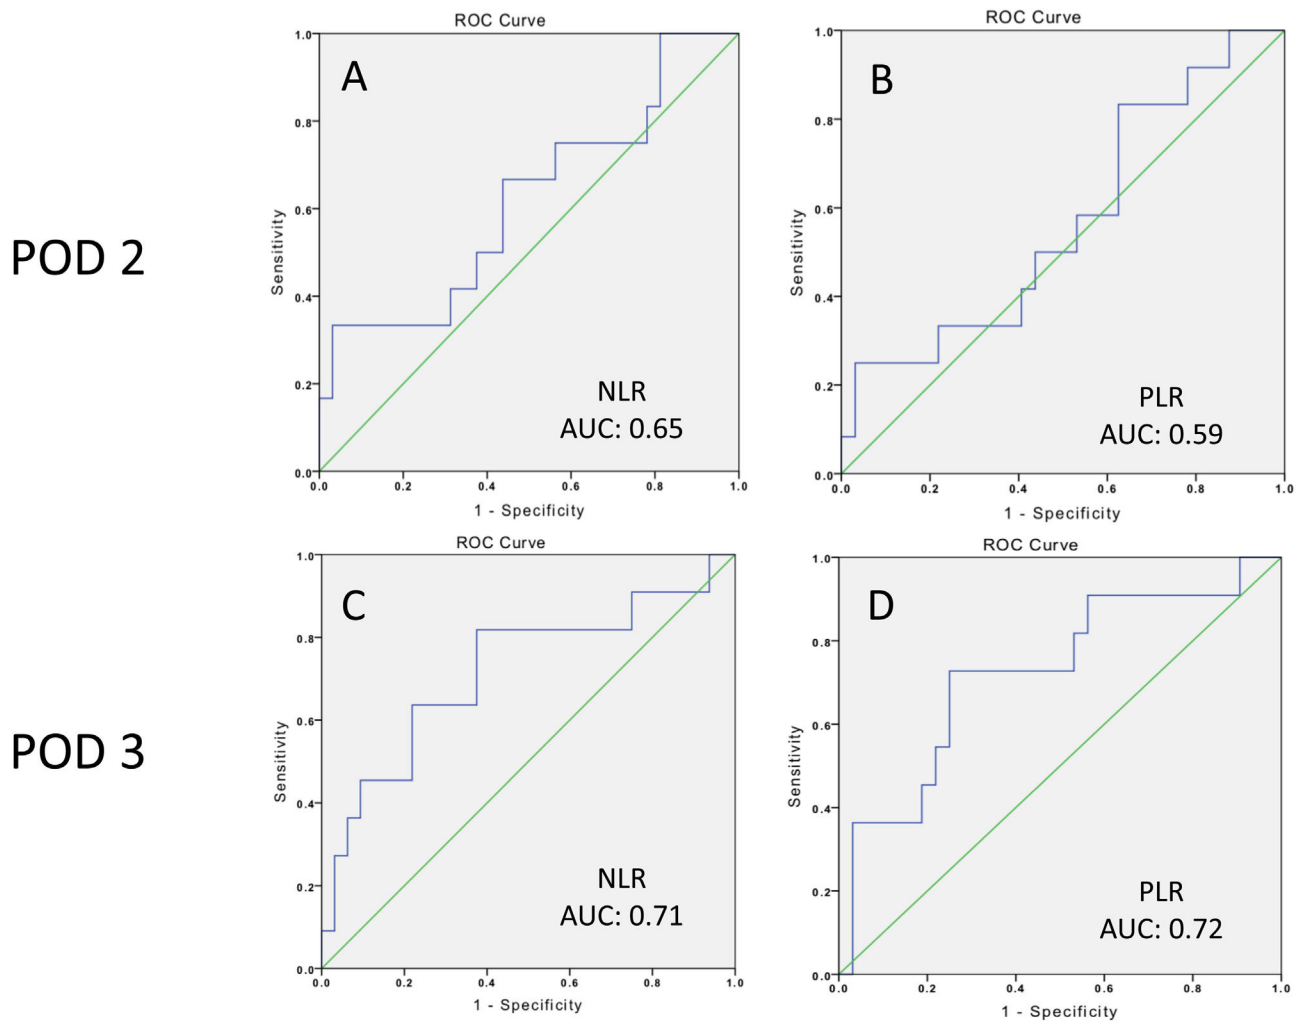 POD 2
ROC Curve
A
1.0
0.8
0.6
0.4
0.2
0.0
Sensitivity
NLR
AUC: 0.65
0.0 0.2 0.4 0.6 0.8 1.0
1 - Specificity
ROC Curve
B
1.0
0.8
0.6
0.4
0.2
0.0
Sensitivity
PLR
AUC: 0.59
0.0 0.2 0.4 0.6 0.8 1.0
1 - Specificity
POD 3
ROC Curve
C
1.0
0.8
0.6
0.4
0.2
0.0
Sensitivity
NLR
AUC: 0.71
0.0 0.2 0.4 0.6 0.8 1.0
1 - Specificity
ROC Curve
D
1.0
0.8
0.6
0.4
0.2
0.0
Sensitivity
PLR
AUC: 0.72
0.0 0.2 0.4 0.6 0.8 1.0
1 - Specificity